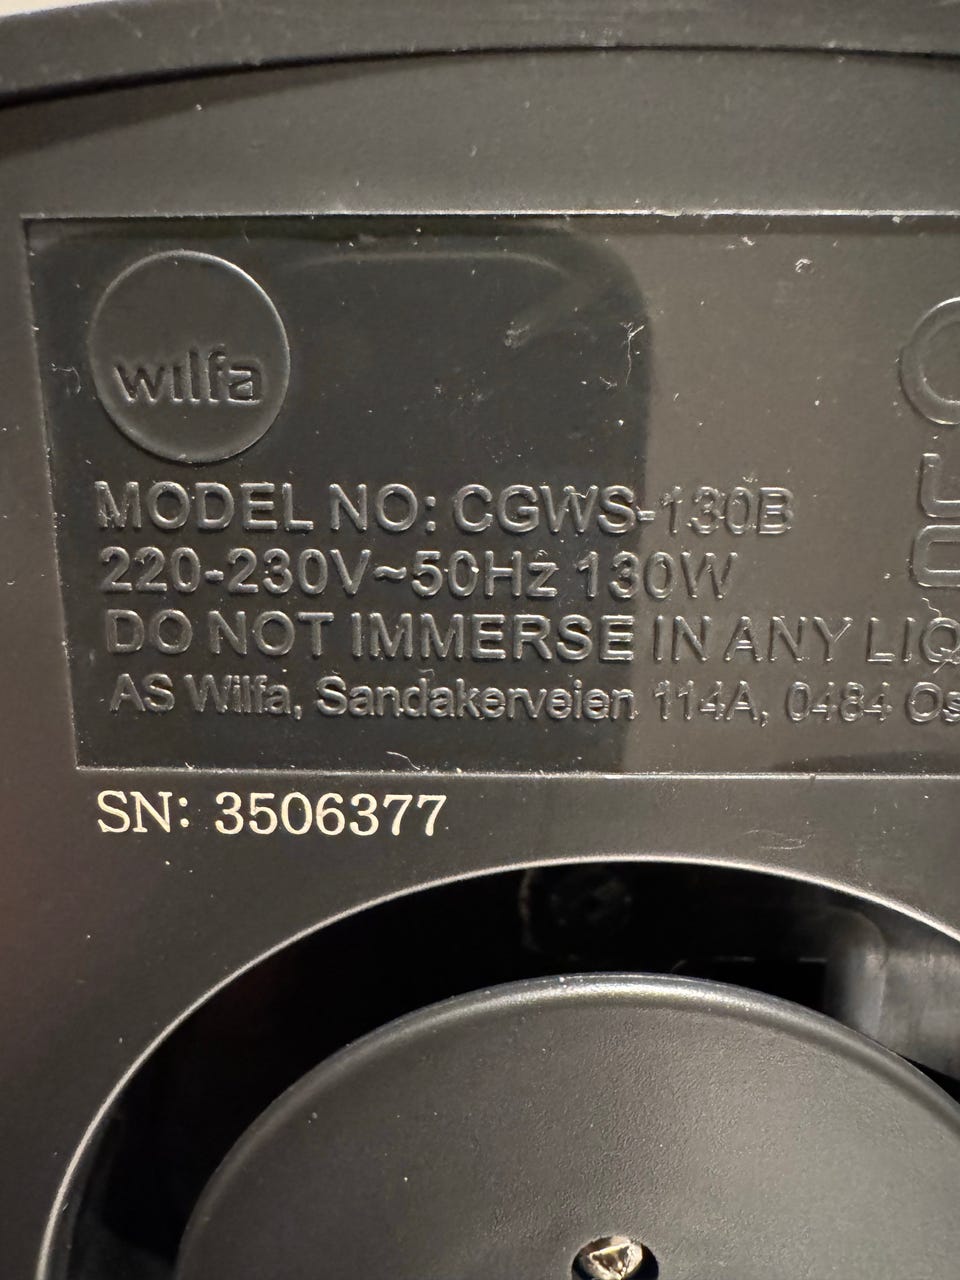 wilfa
MODEL NO: CGWS-130B
220-230V~50Hz 130W
DO NOT IMMERSE IN ANY
AS Wilfa, Sandakerveien 114A, 0484
SN: 3506377